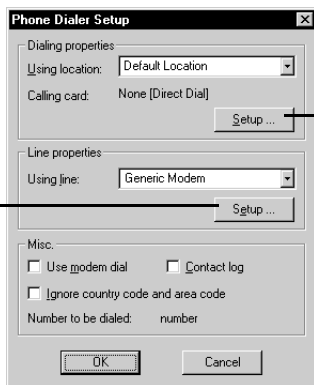 Phone Dialer Setup
Dialing properties
Using location: Default Location
Calling card: None [Direct Dial]
Setup ...
Line properties
Using line: Generic Modem
Setup ...
Misc.
Use modem dial Contact log
Ignore country code and area code
Number to be dialed: number
OK Cancel